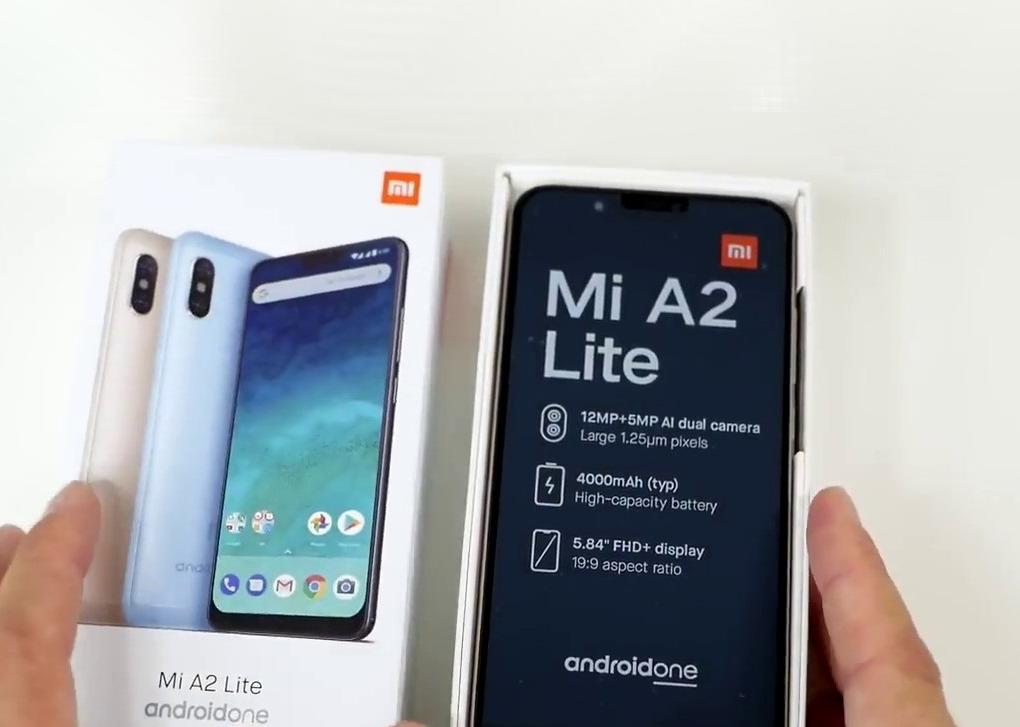 mi
andr
Mi A2 Lite
androidone
mi
Mi A2
Lite
12MP+5MP AI dual camera
Large 1.25µm pixels
4000mAh (typ)
High-capacity battery
5.84" FHD+ display
19:9 aspect ratio
androidone